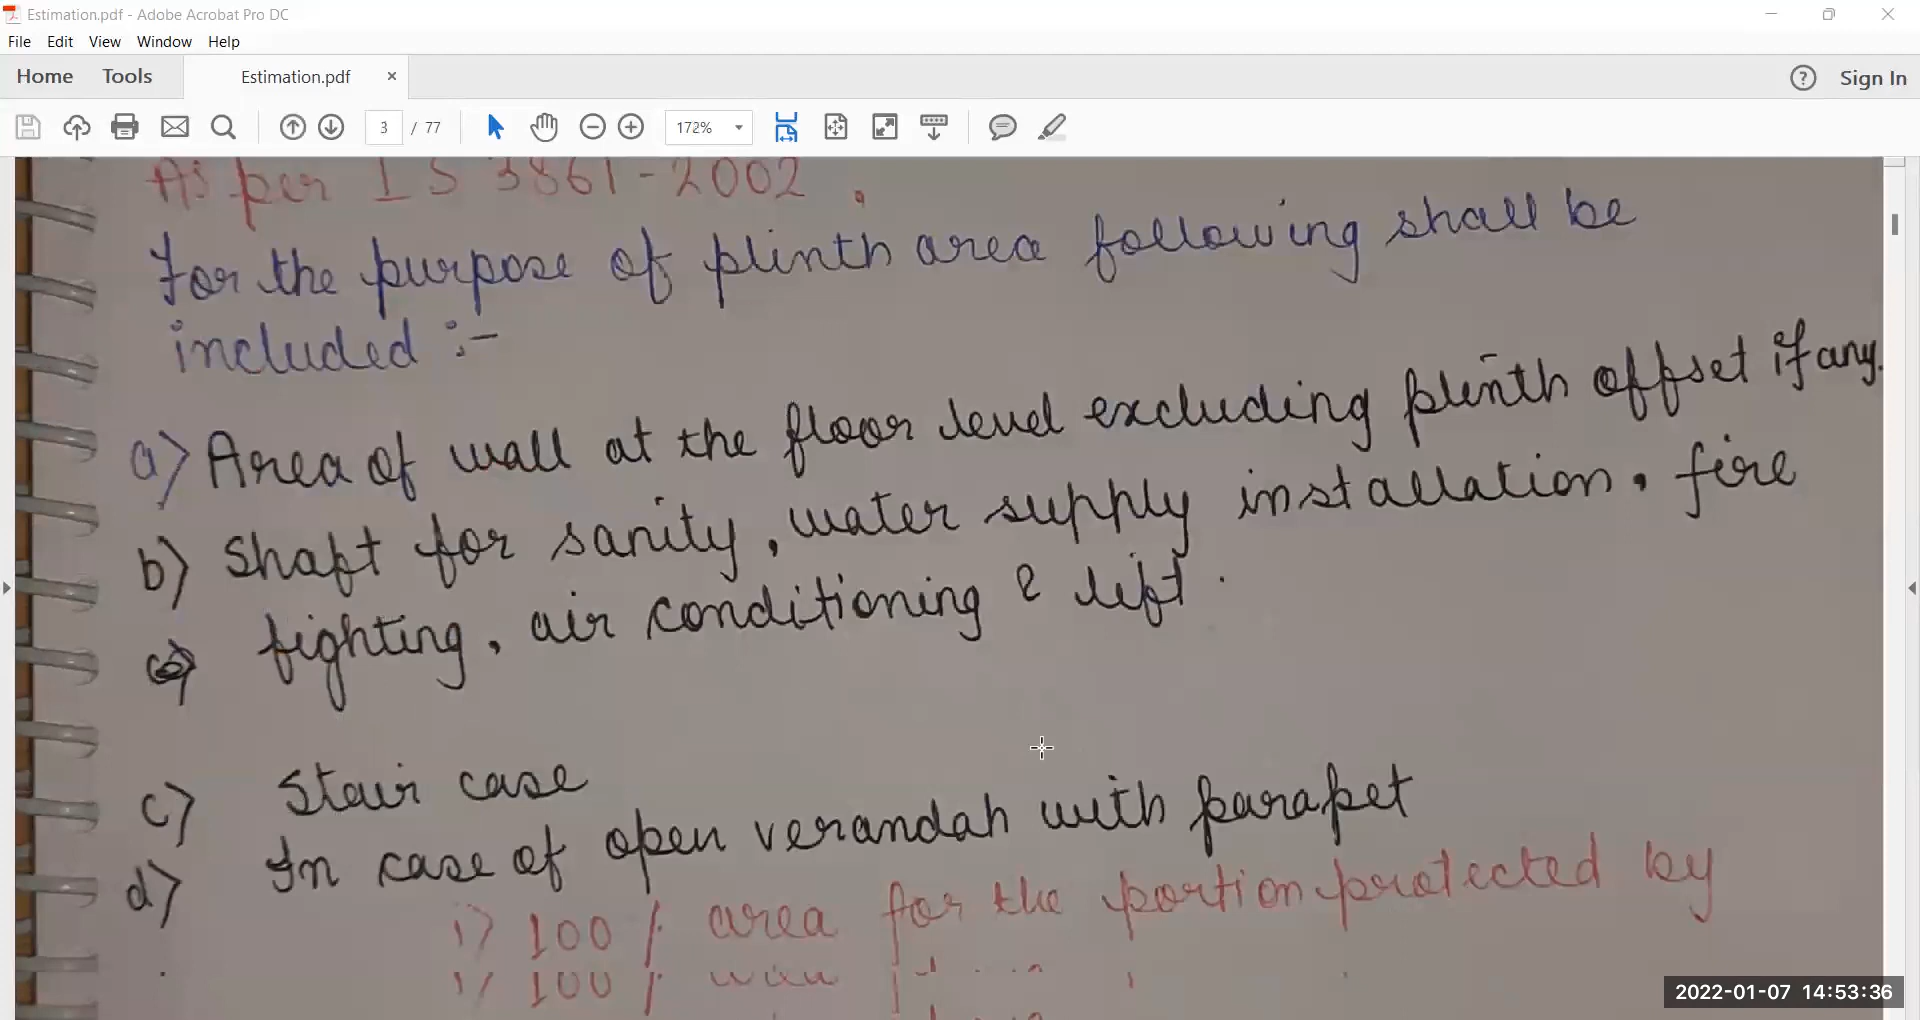 Estimation.pdf - Adobe Acrobat Pro DC
File Edit View Window Help
Home Tools Estimation.pdf × ? Sign In
3 / 77 172%
As per IS 3861-2002.
For the purpose of plinth area following shall be
included :-
a) Area of wall at the floor level excluding plinth offset if any.
b) Shaft for sanity, water supply installation, fire
fighting, air conditioning & lift.
c) Stair case
d) In case of open verandah with parapet
i) 100 % area for the portion protected by
i) 100 %
2022-01-07 14:53:36